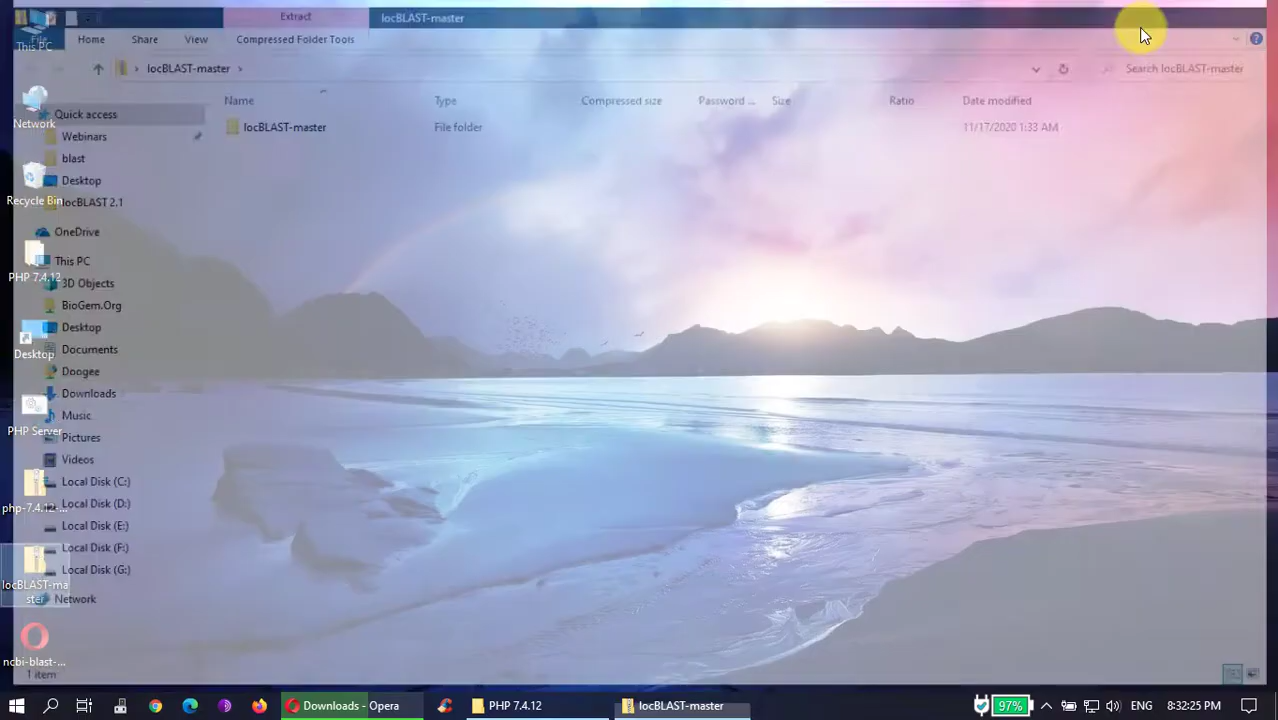 Extract
locBLAST-master
File
Home
Share
View
Compressed Folder Tools
locBLAST-master
Search locBLAST-master
Name
Type
Compressed size
Password ...
Size
Ratio
Date modified
locBLAST-master
File folder
11/17/2020 1:33 AM
Quick access
Webinars
blast
Desktop
locBLAST 2.1
OneDrive
This PC
3D Objects
BioGem.Org
Desktop
Documents
Doogee
Downloads
Music
Pictures
Videos
Local Disk (C:)
Local Disk (D:)
Local Disk (E:)
Local Disk (F:)
Local Disk (G:)
Network
1 item
This PC
Network
Recycle Bin
PHP 7.4.12
Desktop
PHP Server
php-7.4.12-...
locBLAST-ma
ster
ncbi-blast-...
Downloads - Opera
PHP 7.4.12
locBLAST-master
97%
ENG
8:32:25 PM